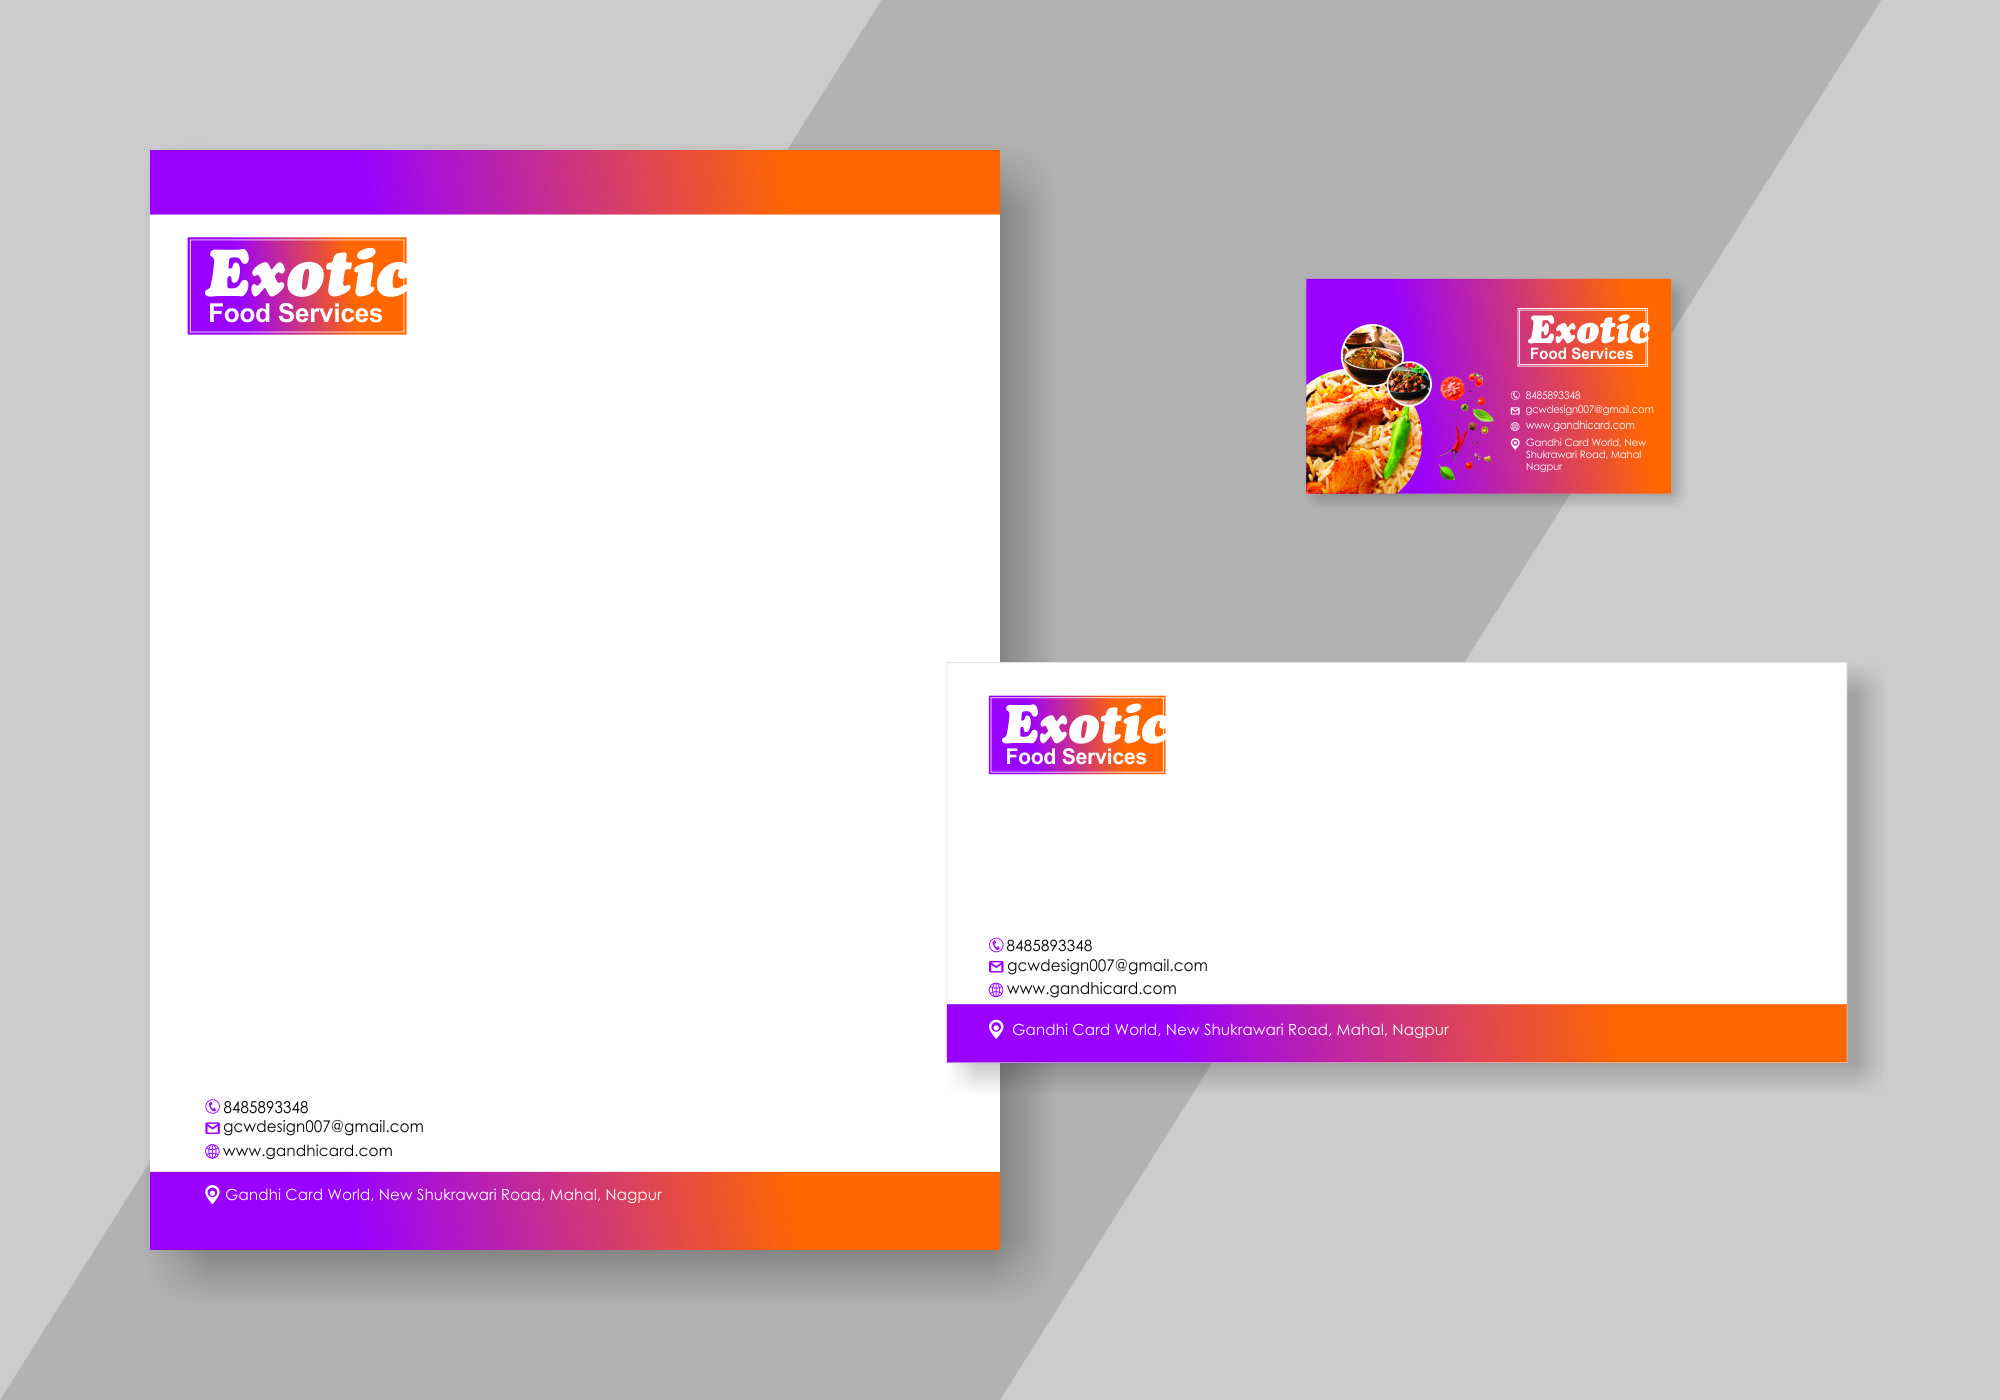 Exotic
Food Services
8485893348
gcwdesign007@gmail.com
www.gandhicard.com
Gandhi Card World, New Shukrawari Road, Mahal, Nagpur
Exotic
Food Services
8485893348
gcwdesign007@gmail.com
www.gandhicard.com
Gandhi Card World, New
Shukrawari Road, Mahal
Nagpur
Exotic
Food Services
8485893348
gcwdesign007@gmail.com
www.gandhicard.com
Gandhi Card World, New Shukrawari Road, Mahal, Nagpur